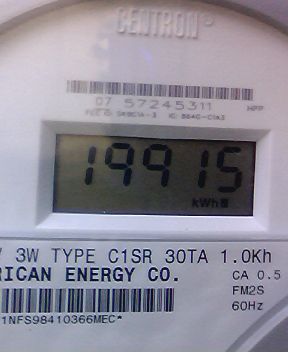 CENTRON
07 57245311
19915
kWh
3W TYPE C1SR 30TA 1.0Kh
RICAN ENERGY CO.
CA 0.5
FM2S
60Hz
1NFS98410366MEC*